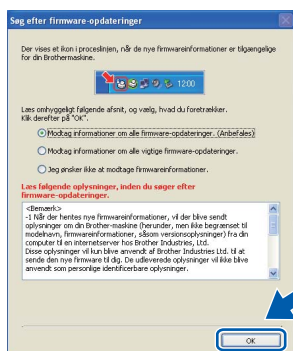 Søg efter firmware-opdateringer
Der vises et ikon i proceslinjen, når de nye firmwareinformationer er tilgængelige
for din Brothermaskine.
12:00
Læs omhyggeligt følgende afsnit, og vælg, hvad du foretrækker.
Klik derefter på "OK".
Modtag informationer om alle firmware-opdateringer. (Anbefales)
Modtag informationer om alle vigtige firmware-opdateringer.
Jeg ønsker ikke at modtage firmwareinformationer.
Læs følgende oplysninger, inden du søger efter
firmware-opdateringer.
<Bemærk>
-1 Når der hentes nye firmwareinformationer, vil der blive sendt
oplysninger om din Brother-maskine (herunder, men ikke begrænset til
modelnavn, firmwareinformationer, såsom versionsoplysninger) fra din
computer til en internetserver hos Brother Industries, Ltd.
Disse oplysninger vil kun blive anvendt af Brother Industries, Ltd. til at
sende den nye firmware til dig. De udleverede oplysninger vil ikke blive
anvendt som personlige identificerbare oplysninger.
OK